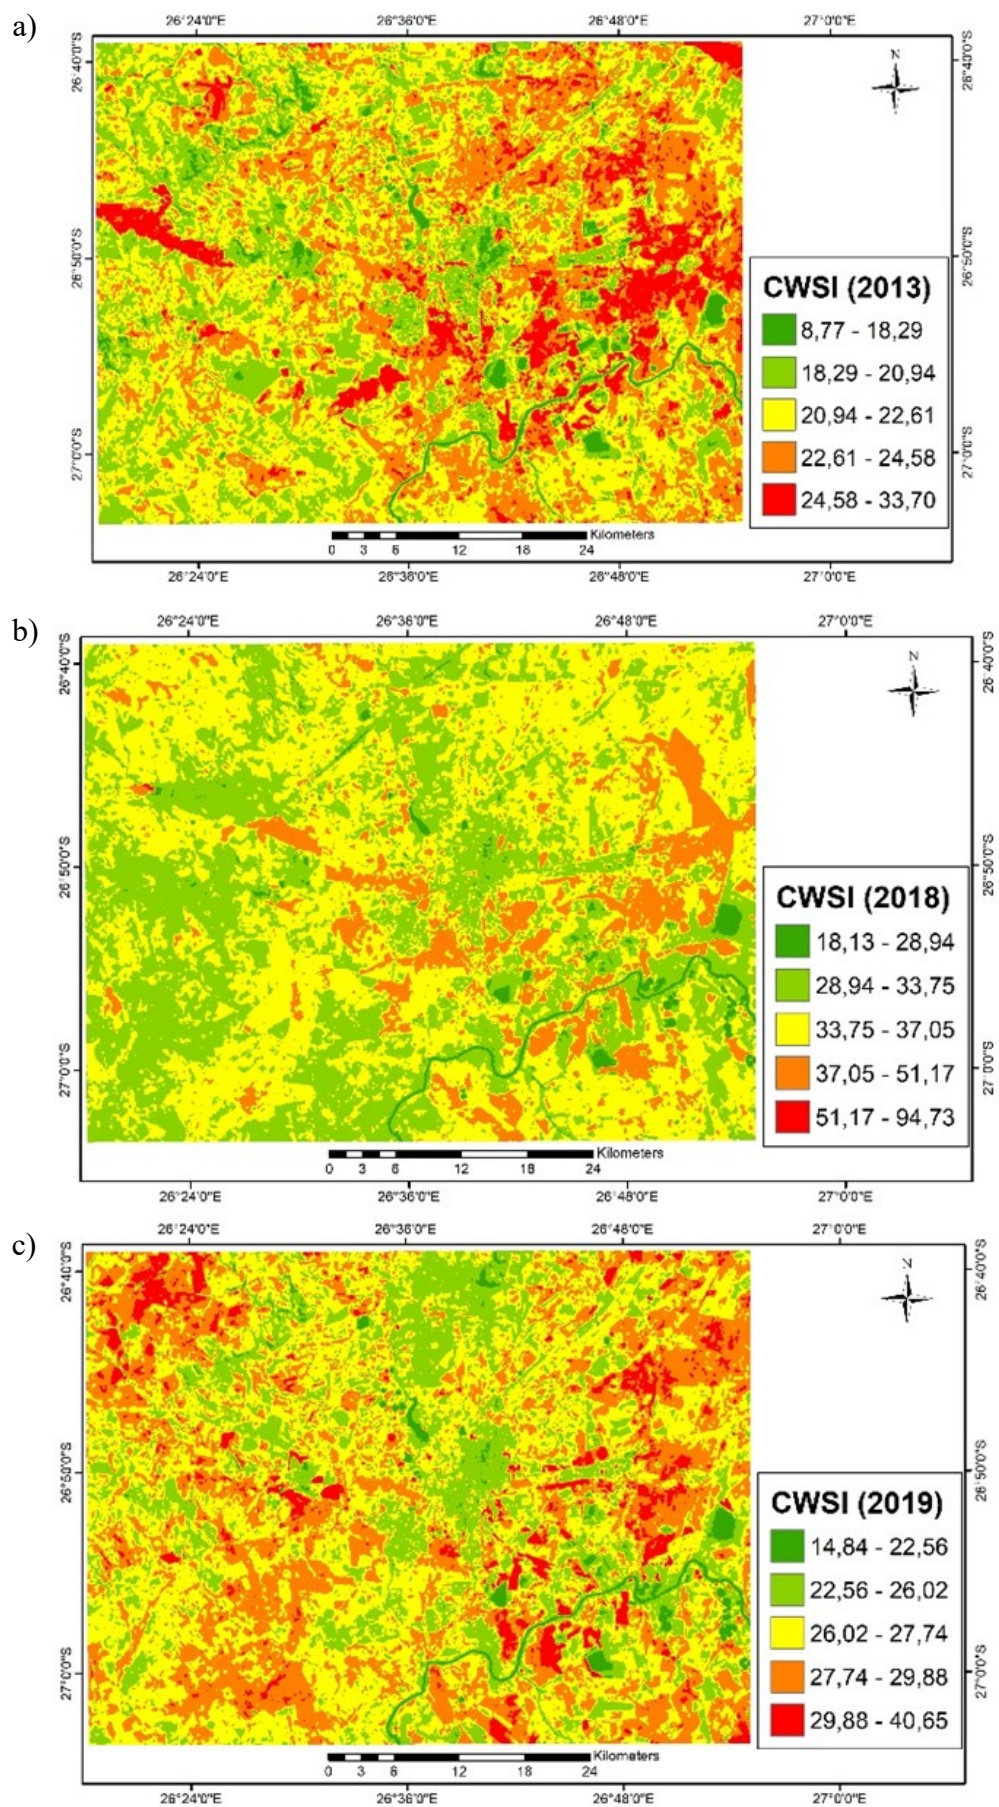 a)
26°24'0"E 26°36'0"E 26°48'0"E 27°0'0"E
26°40'0"S
26°50'0"S
27°0'0"S
N
26°40'0"S
26°50'0"S
27°0'0"S
CWSI (2013)
8,77 - 18,29
18,29 - 20,94
20,94 - 22,61
22,61 - 24,58
24,58 - 33,70
Kilometers
0 3 6 12 18 24
26°24'0"E 26°36'0"E 26°48'0"E 27°0'0"E
b)
26°24'0"E 26°36'0"E 26°48'0"E 27°0'0"E
26°40'0"S
26°50'0"S
27°0'0"S
N
26°40'0"S
26°50'0"S
27°0'0"S
CWSI (2018)
18,13 - 28,94
28,94 - 33,75
33,75 - 37,05
37,05 - 51,17
51,17 - 94,73
Kilometers
0 3 6 12 18 24
26°24'0"E 26°36'0"E 26°48'0"E 27°0'0"E
c)
26°24'0"E 26°36'0"E 26°48'0"E 27°0'0"E
26°40'0"S
26°50'0"S
27°0'0"S
N
26°40'0"S
26°50'0"S
27°0'0"S
CWSI (2019)
14,84 - 22,56
22,56 - 26,02
26,02 - 27,74
27,74 - 29,88
29,88 - 40,65
Kilometers
0 3 6 12 18 24
26°24'0"E 26°36'0"E 26°48'0"E 27°0'0"E